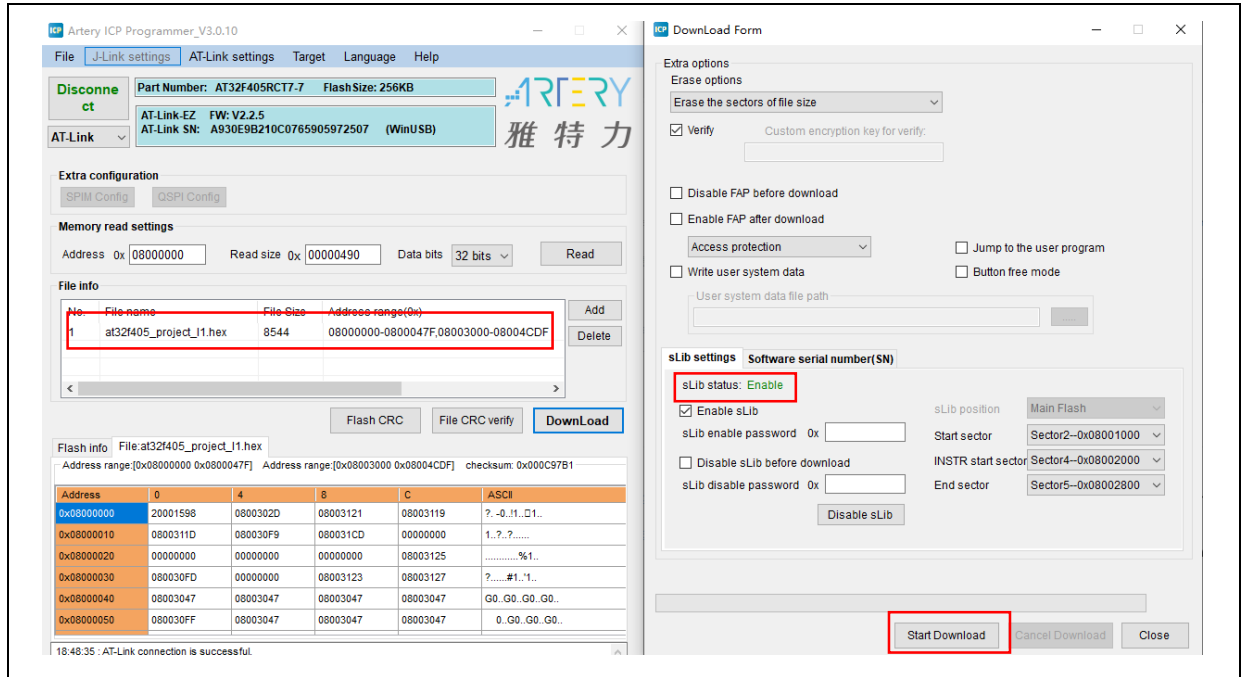 Artery ICP Programmer_V3.0.10
File J-Link settings AT-Link settings Target Language Help
Disconne
ct
Part Number: AT32F405RCT7-7 FlashSize: 256KB
AT-Link-EZ FW: V2.2.5
AT-Link SN: A930E9B210C0765905972507 (WinUSB)
AT-Link
ARTERY
雅特力
Extra configuration
SPIM Config QSPI Config
Memory read settings
Address 0x 08000000 Read size 0x 00000490 Data bits 32 bits Read
File info
No. File name File Size Address range(0x) Add
1 at32f405_project_l1.hex 8544 08000000-0800047F,08003000-08004CDF Delete
Flash CRC File CRC verify DownLoad
Flash info File:at32f405_project_l1.hex
Address range:[0x08000000 0x0800047F] Address range:[0x08003000 0x08004CDF] checksum: 0x000C97B1
Address 0 4 8 C ASCII
0x08000000 20001598 0800302D 08003121 08003119 ?. -0..!1..□1..
0x08000010 0800311D 080030F9 080031CD 00000000 1..?..?......
0x08000020 00000000 00000000 00000000 08003125 ............%1..
0x08000030 080030FD 00000000 08003123 08003127 ?......#1..'1..
0x08000040 08003047 08003047 08003047 08003047 G0..G0..G0..G0..
0x08000050 080030FF 08003047 08003047 08003047 0..G0..G0..G0..
18:48:35 : AT-Link connection is successful.
DownLoad Form
Extra options
Erase options
Erase the sectors of file size
Verify Custom encryption key for verify:
Disable FAP before download
Enable FAP after download
Access protection Jump to the user program
Write user system data Button free mode
User system data file path
...
sLib settings Software serial number(SN)
sLib status: Enable
Enable sLib sLib position Main Flash
sLib enable password 0x Start sector Sector2--0x08001000
Disable sLib before download INSTR start sector Sector4--0x08002000
sLib disable password 0x End sector Sector5--0x08002800
Disable sLib
Start Download Cancel Download Close